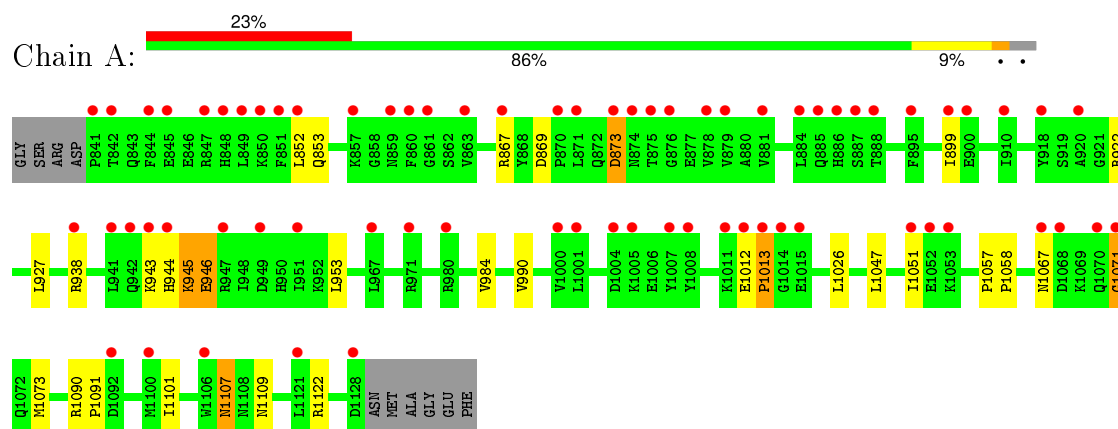 23%
Chain A:
86%
9%
GLY SER ARG ASP P841 T842 Q843 F844 E845 E846 R847 H848 L849 K850 F851 L852 Q853 K857 G858 N859 F860 G861 S862 V863 R867 Y868 D869 P870 L871 Q872 D873 N874 T875 G876 E877 V878 V879 A880 V881 L884 Q885 H886 S887 T888 F895 I899 E900 I910 Y918 S919 A920 G921 R922
L927 R938 L941 Q942 K943 H944 K945 E946 R947 I948 D949 H950 I951 K952 L953 L967 R971 R980 V984 V990 V1000 L1001 D1004 K1005 E1006 Y1007 Y1008 K1011 E1012 P1013 G1014 E1015 L1026 L1047 I1051 E1052 K1053 P1057 P1058 N1067 D1068 K1069 Q1070 G1071
Q1072 M1073 R1090 P1091 D1092 M1100 I1101 W1106 N1107 N1108 N1109 L1121 R1122 D1128 ASN MET ALA GLY GLU PHE